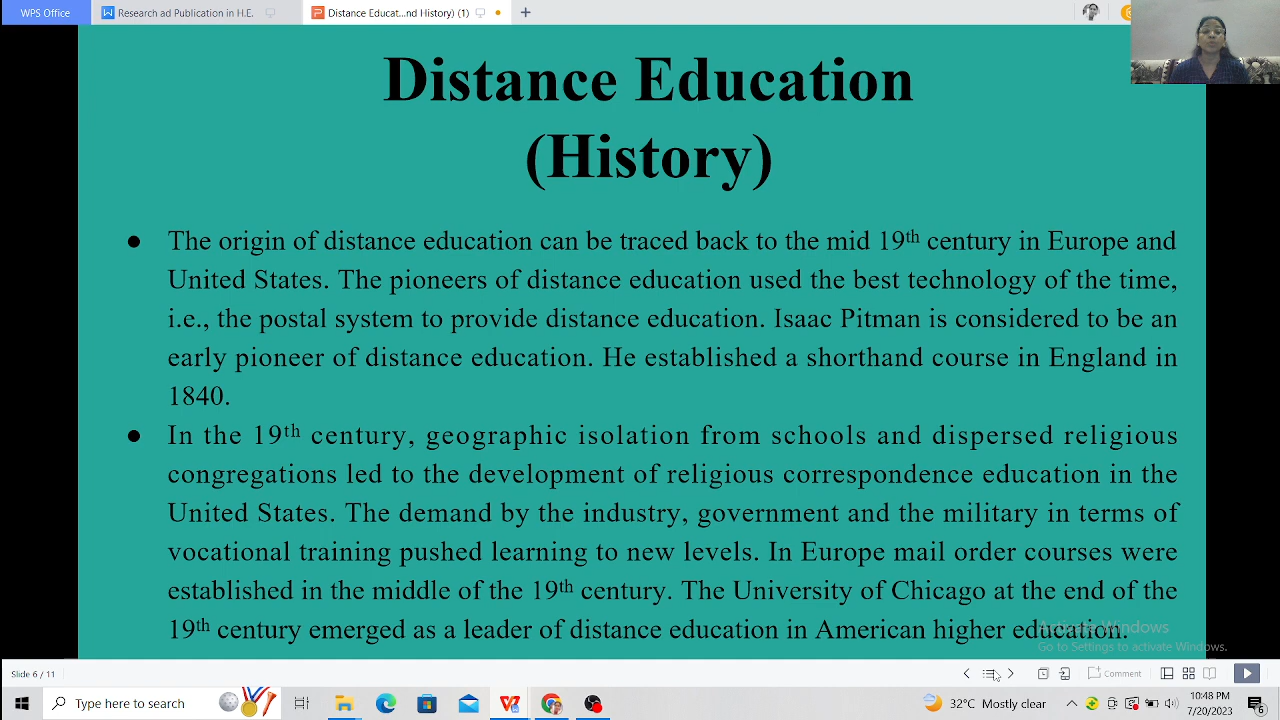 WPS Office
Research ad Publication in H.E.
Distance Educat...nd History (1)
Distance Education
(History)
● The origin of distance education can be traced back to the mid 19th century in Europe and
United States. The pioneers of distance education used the best technology of the time,
i.e., the postal system to provide distance education. Isaac Pitman is considered to be an
early pioneer of distance education. He established a shorthand course in England in
1840.
● In the 19th century, geographic isolation from schools and dispersed religious
congregations led to the development of religious correspondence education in the
United States. The demand by the industry, government and the military in terms of
vocational training pushed learning to new levels. In Europe mail order courses were
established in the middle of the 19th century. The University of Chicago at the end of the
19th century emerged as a leader of distance education in American higher education.
Activate Windows
Go to Settings to activate Windows.
Slide 6 / 11
Comment
Type here to search
32°C Mostly clear
10:48 PM
7/20/2023
6